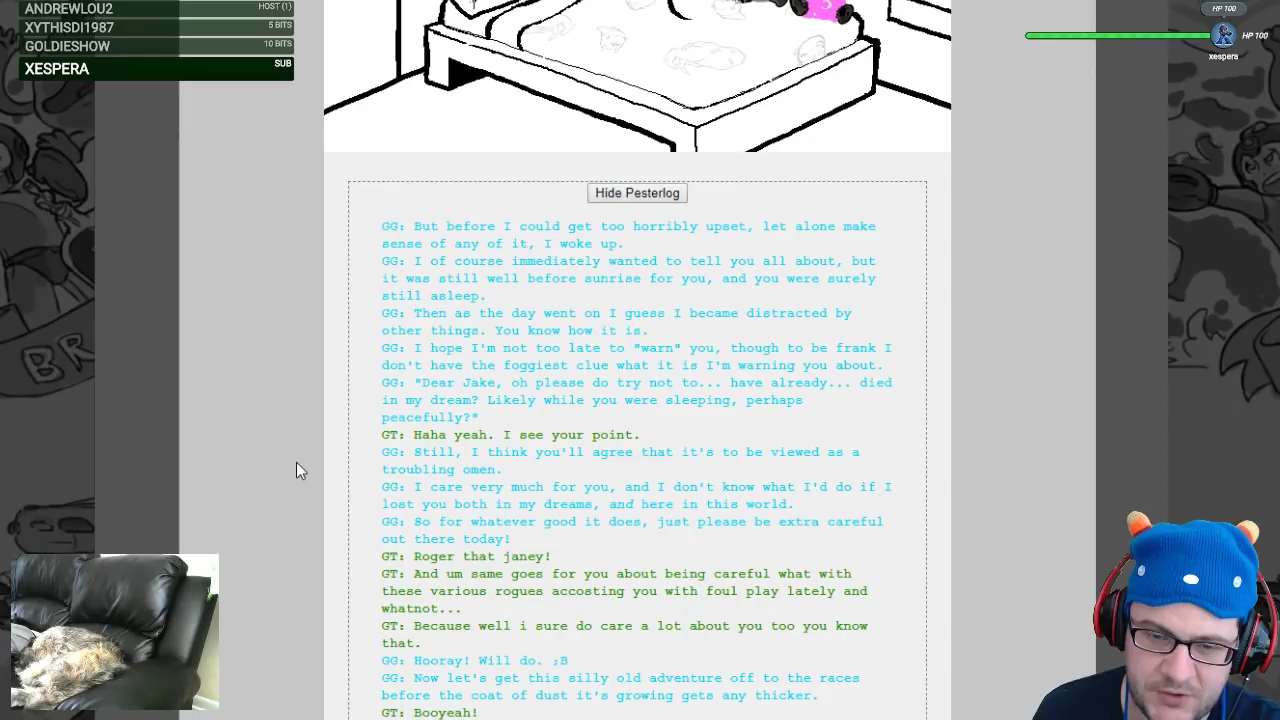 ANDREWLOU2 HOST (1)
XYTHISDI1987 5 BITS
GOLDIESHOW 10 BITS
XESPERA SUB
HP 100
HP 100
xespera
BR
Hide Pesterlog
GG: But before I could get too horribly upset, let alone make
sense of any of it, I woke up.
GG: I of course immediately wanted to tell you all about, but
it was still well before sunrise for you, and you were surely
still asleep.
GG: Then as the day went on I guess I became distracted by
other things. You know how it is.
GG: I hope I'm not too late to "warn" you, though to be frank I
don't have the foggiest clue what it is I'm warning you about.
GG: "Dear Jake, oh please do try not to... have already... died
in my dream? Likely while you were sleeping, perhaps
peacefully?"
GT: Haha yeah. I see your point.
GG: Still, I think you'll agree that it's to be viewed as a
troubling omen.
GG: I care very much for you, and I don't know what I'd do if I
lost you both in my dreams, and here in this world.
GG: So for whatever good it does, just please be extra careful
out there today!
GT: Roger that janey!
GT: And um same goes for you about being careful what with
these various rogues accosting you with foul play lately and
whatnot...
GT: Because well i sure do care a lot about you too you know
that.
GG: Hooray! Will do. ;B
GG: Now let's get this silly old adventure off to the races
before the coat of dust it's growing gets any thicker.
GT: Booyeah!